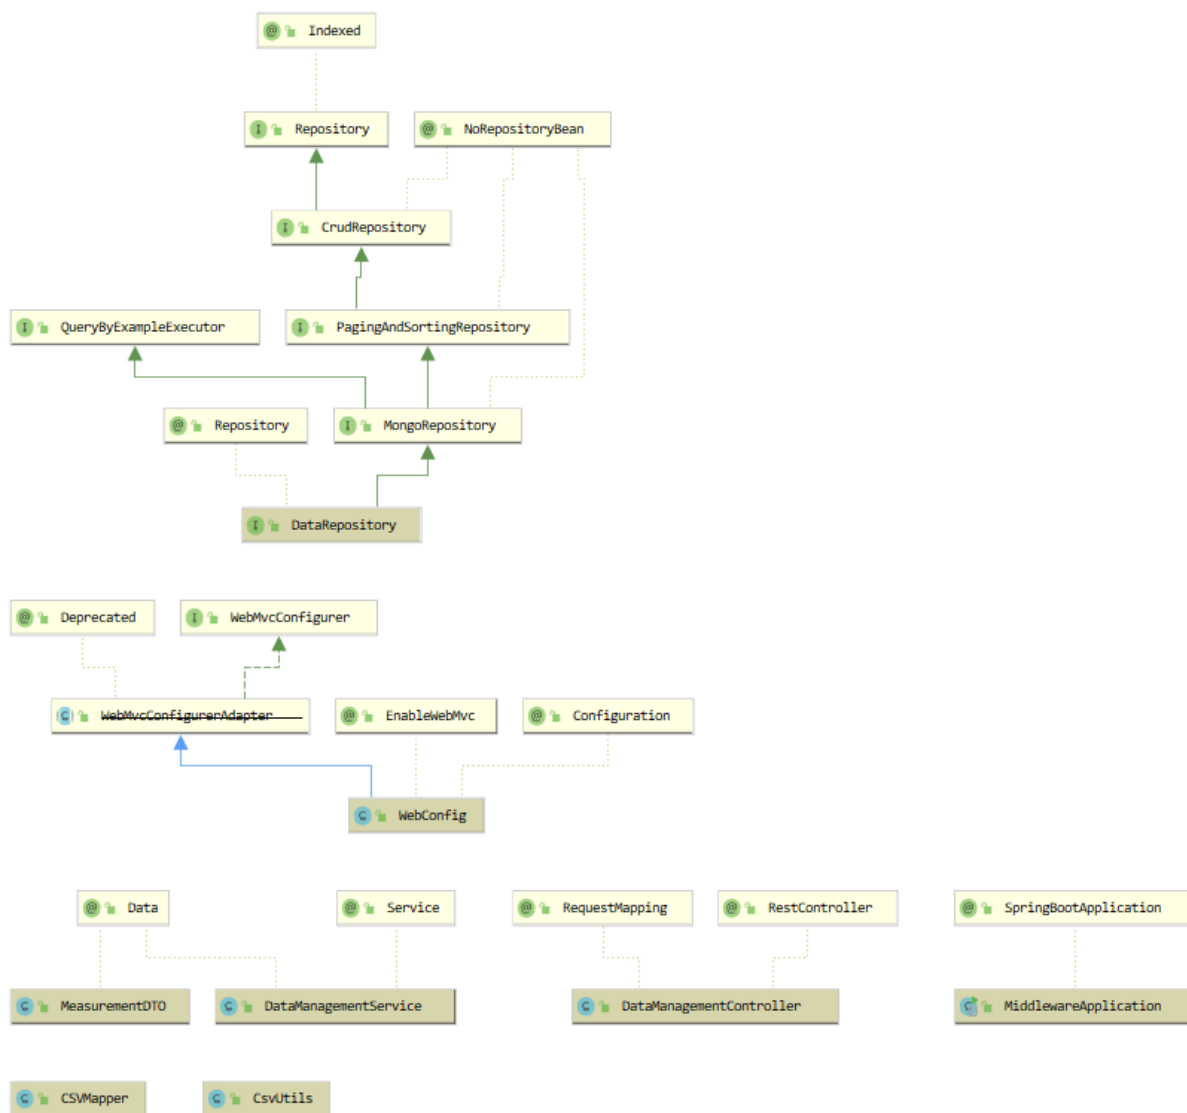 @ Indexed
I Repository
@ NoRepositoryBean
I CrudRepository
I QueryByExampleExecutor
I PagingAndSortingRepository
@ Repository
I MongoRepository
I DataRepository
@ Deprecated
I WebMvcConfigurer
C WebMvcConfigurerAdapter
@ EnableWebMvc
@ Configuration
C WebConfig
@ Data
@ Service
@ RequestMapping
@ RestController
@ SpringBootApplication
C MeasurementDTO
C DataManagementService
C DataManagementController
C MiddlewareApplication
C CSVMapper
C CsvUtils